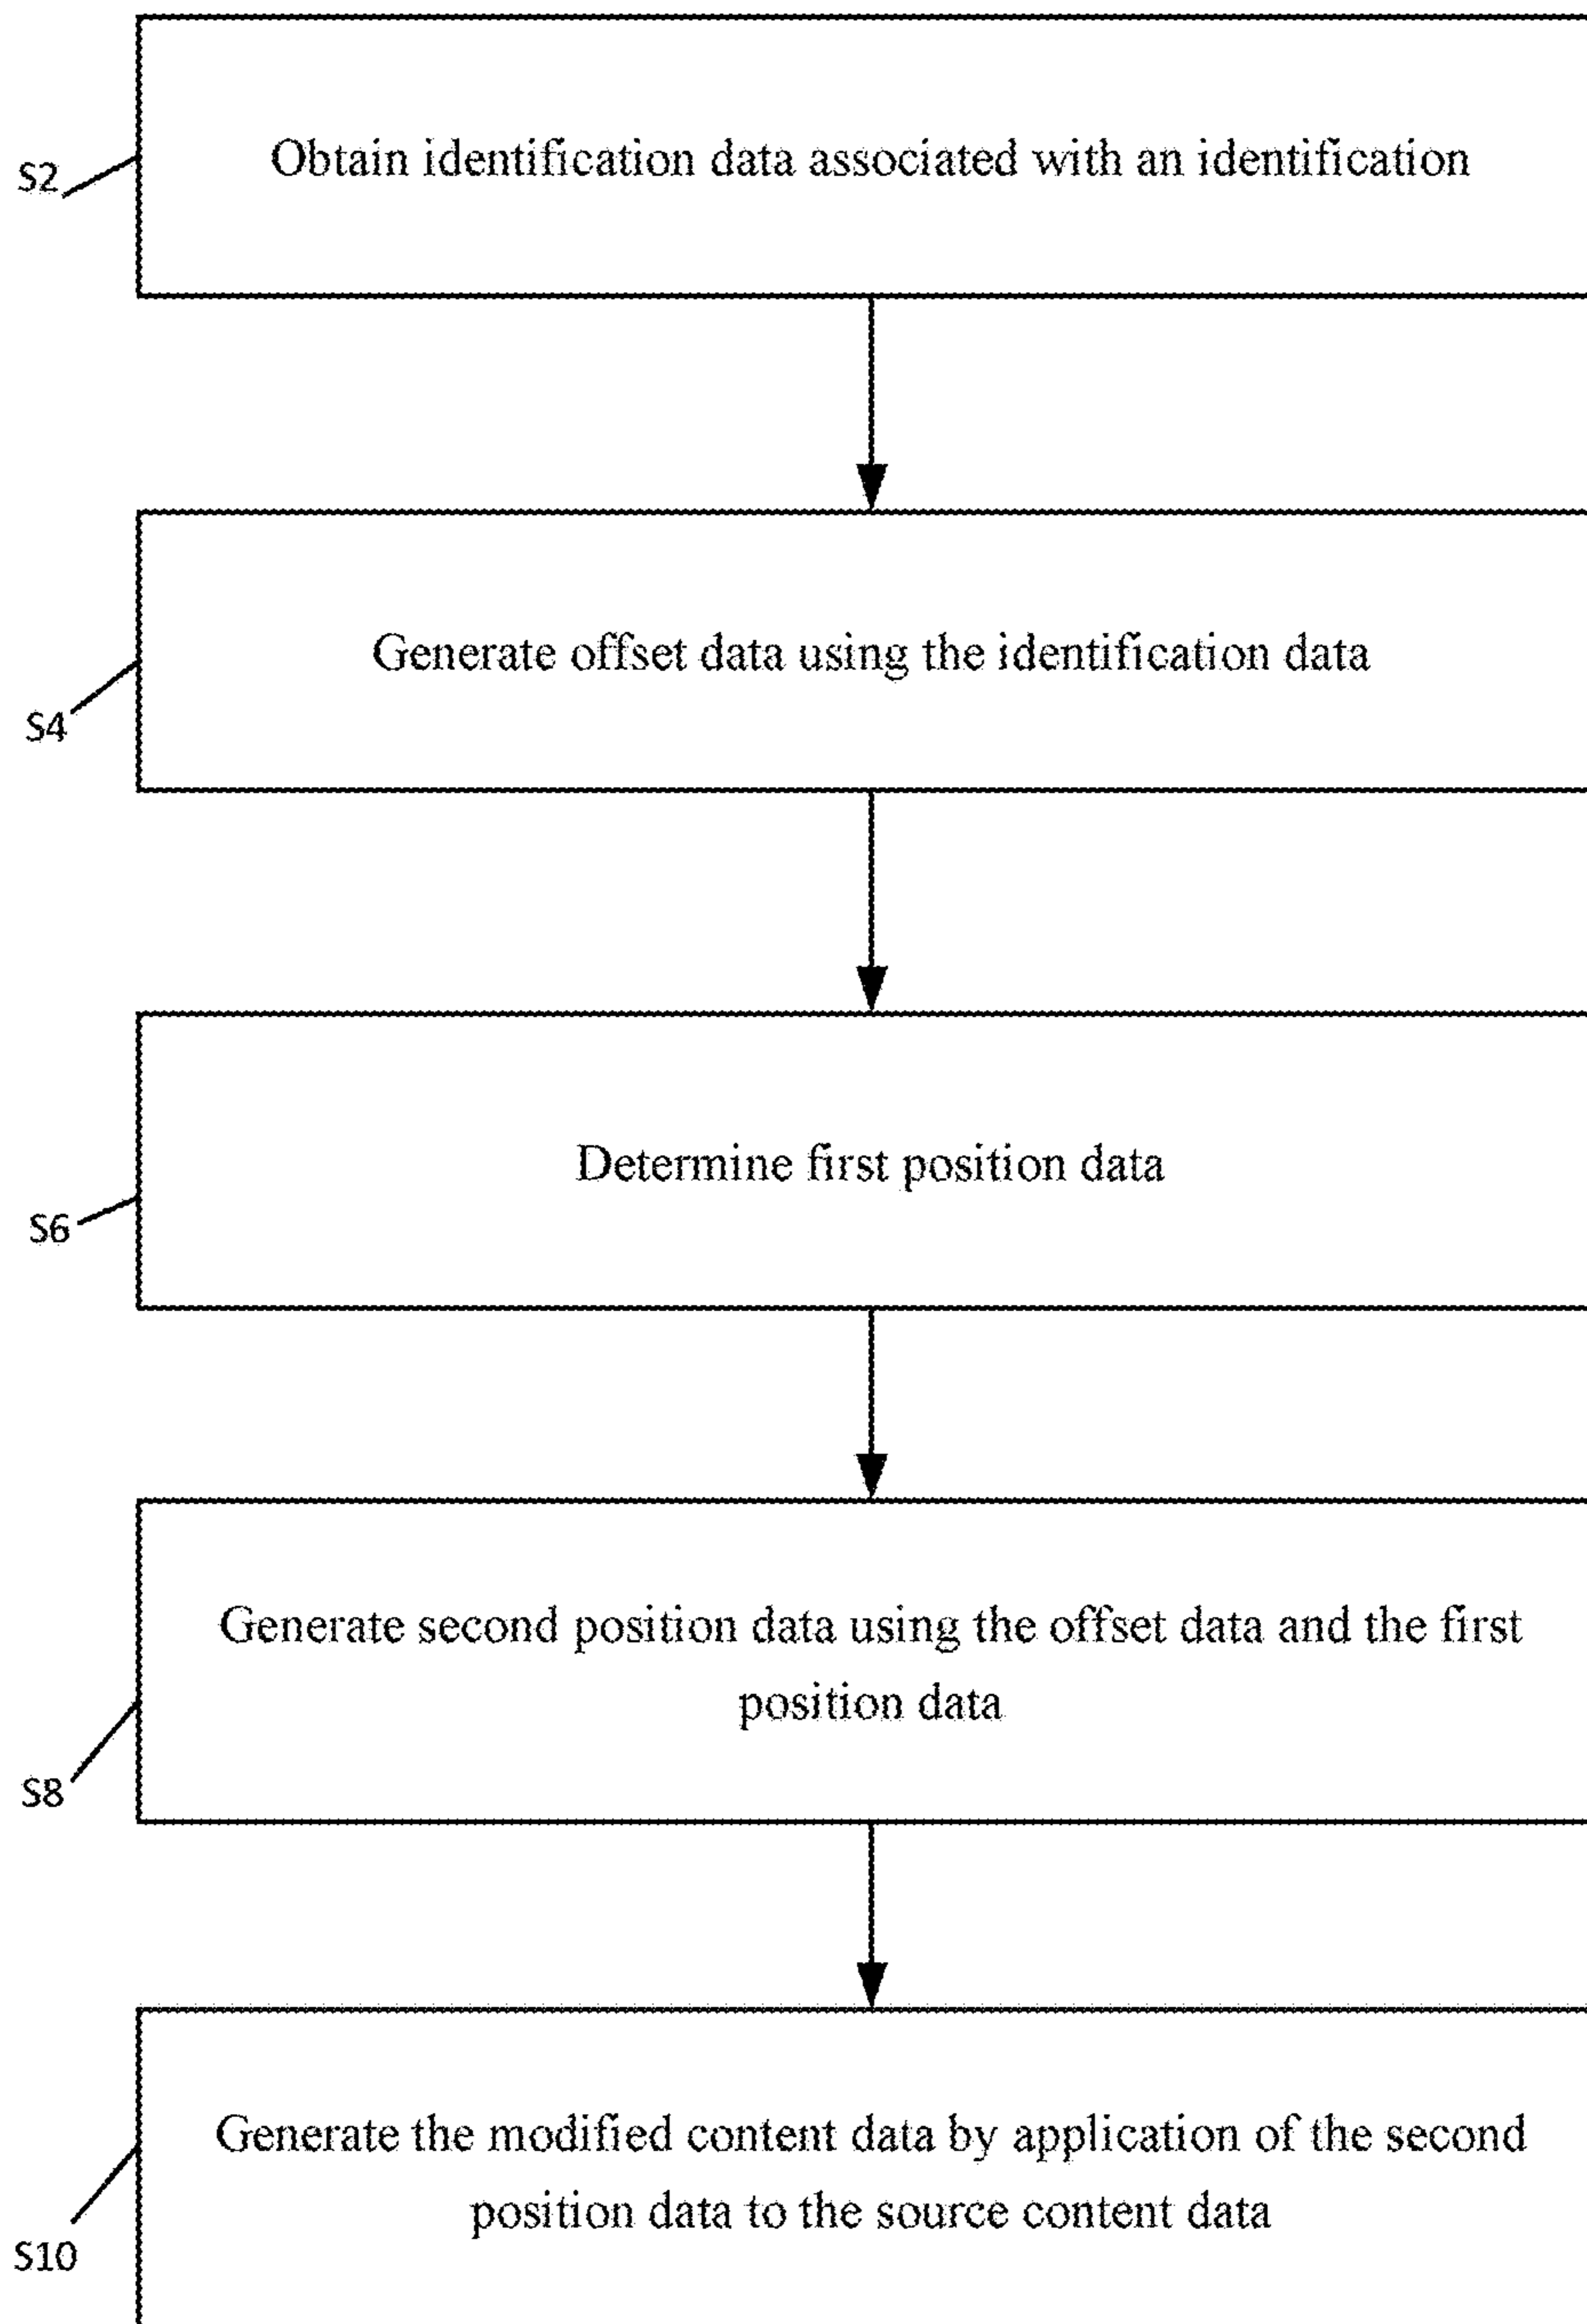 Obtain identification data associated with an identification
S2
Generate offset data using the identification data
S4
Determine first position data
S6
Generate second position data using the offset data and the first
position data
S8
Generate the modified content data by application of the second
position data to the source content data
S10